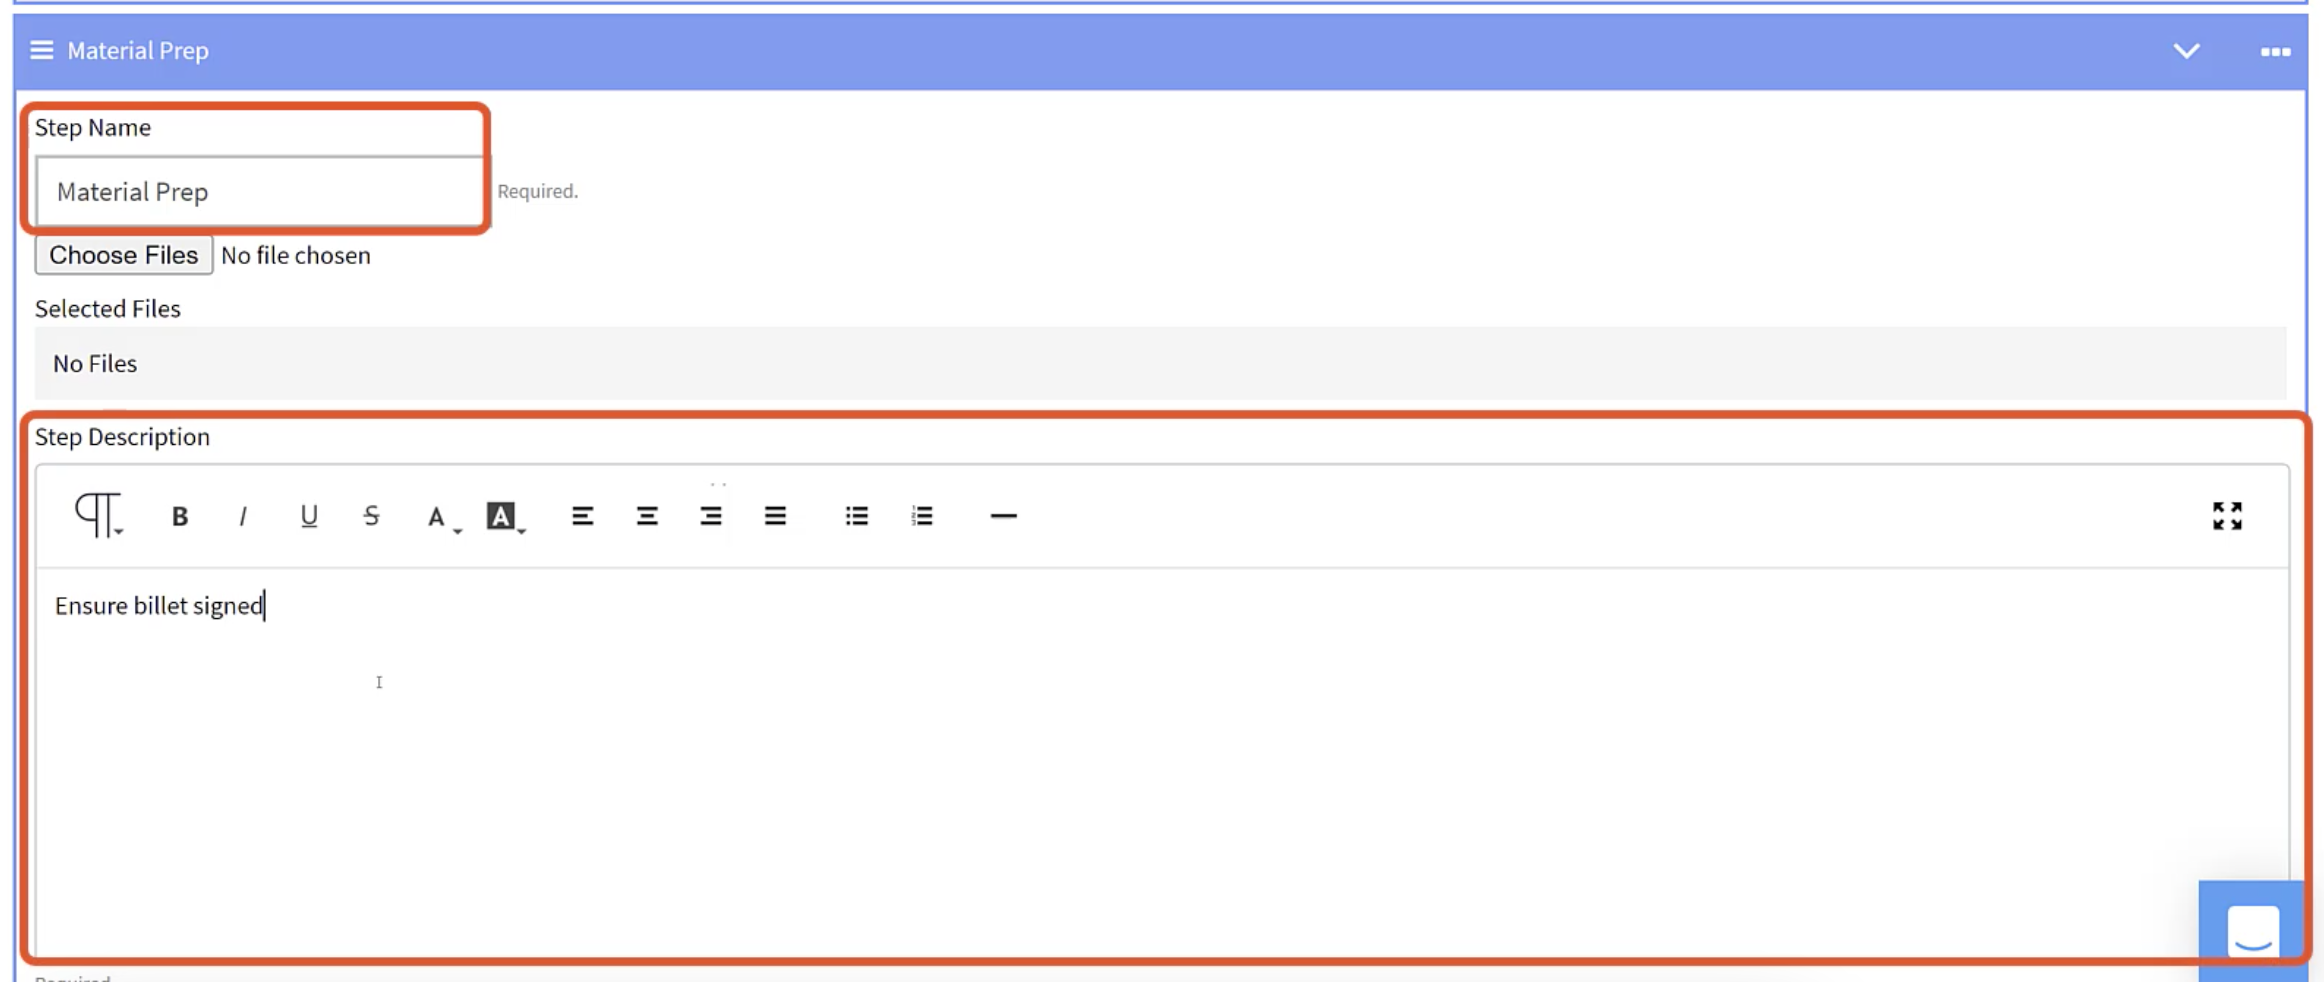 Material Prep
Step Name
Material Prep
Required.
Choose Files No file chosen
Selected Files
No Files
Step Description
B I U S A A
Ensure billet signed
Required